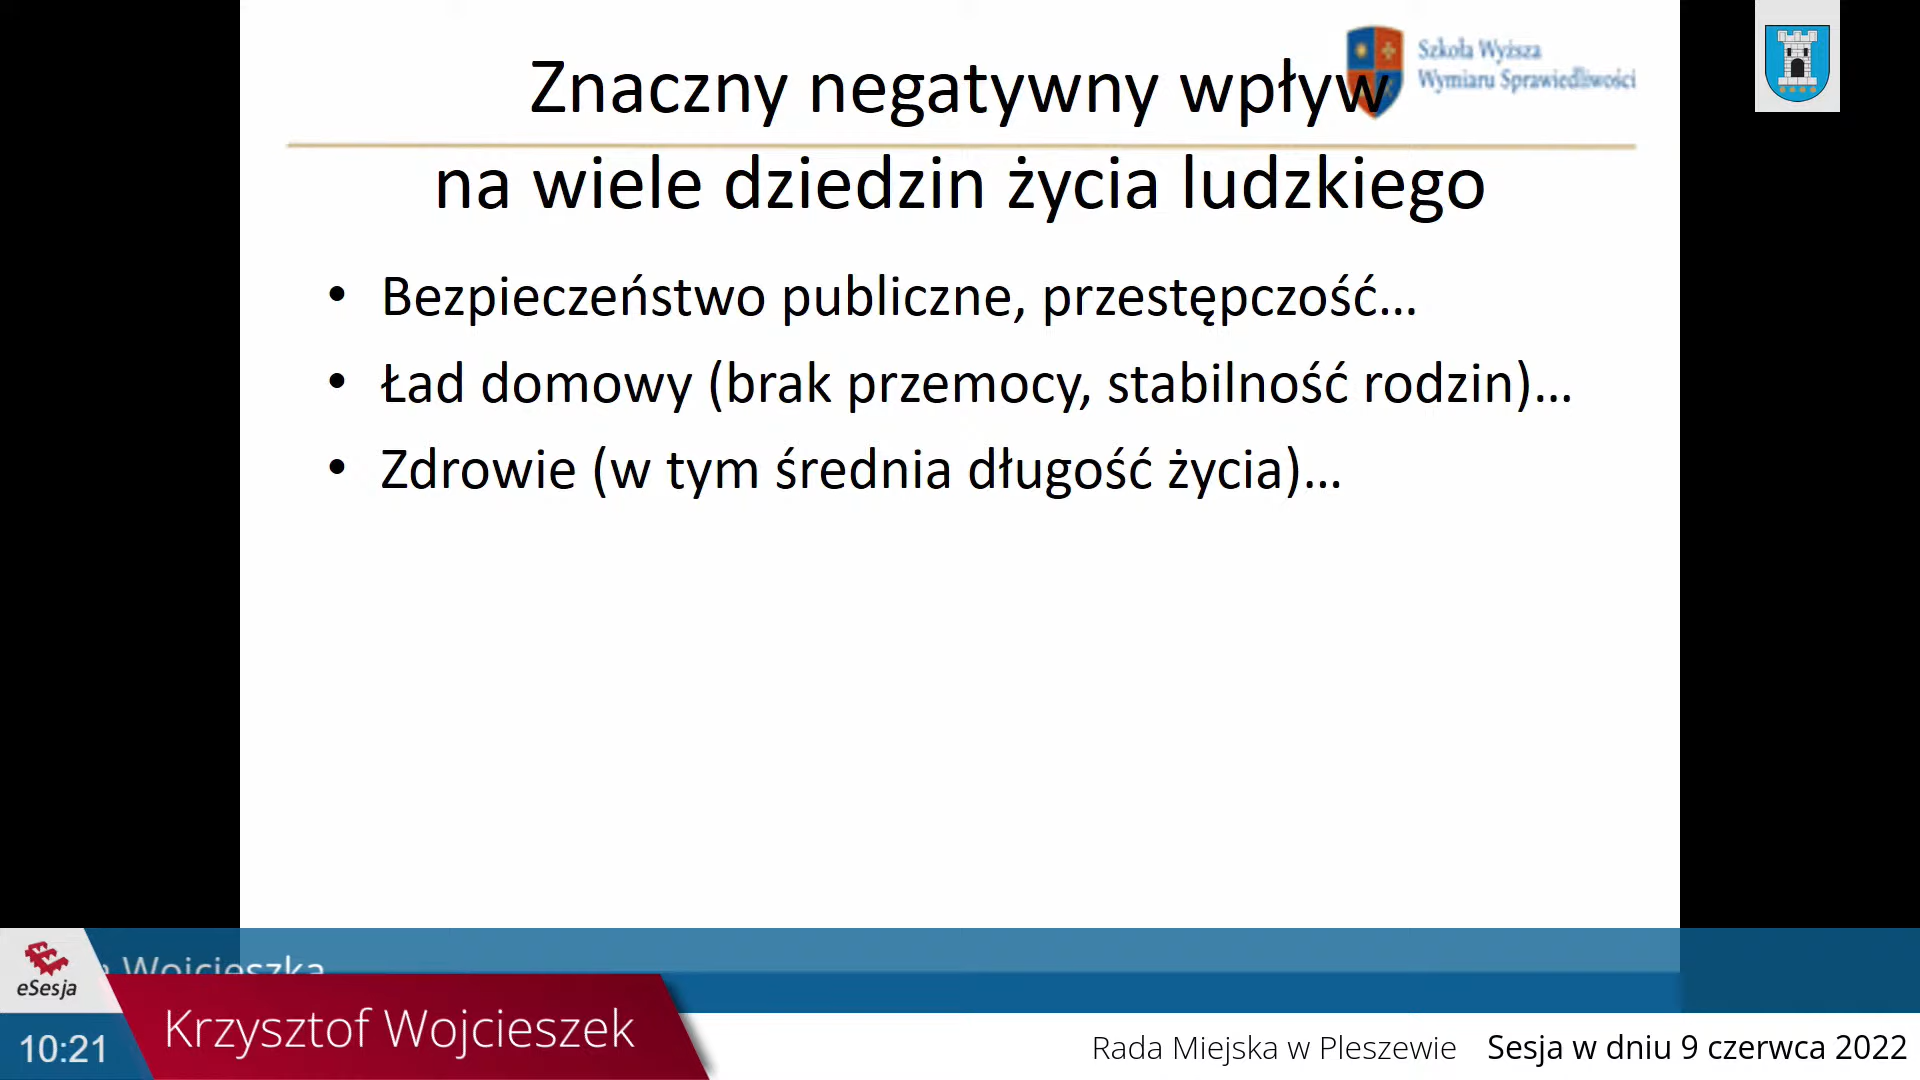 Szkoła Wyższa
Wymiaru Sprawiedliwości
Znaczny negatywny wpływ
na wiele dziedzin życia ludzkiego
• Bezpieczeństwo publiczne, przestępczość...
• Ład domowy (brak przemocy, stabilność rodzin)...
• Zdrowie (w tym średnia długość życia)...
Wojcieszka
eSesja
Krzysztof Wojcieszek
10:21
Rada Miejska w Pleszewie Sesja w dniu 9 czerwca 2022